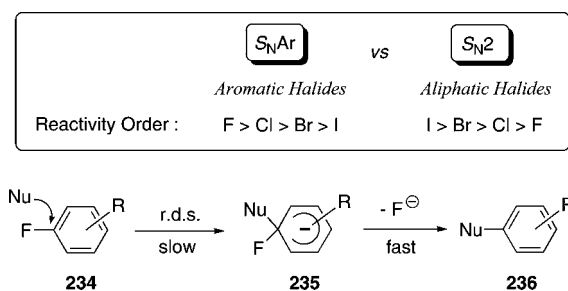 SNAr vs SN2
Aromatic Halides Aliphatic Halides
Reactivity Order : F > Cl > Br > I I > Br > Cl > F
Nu R F r.d.s. slow Nu R F − - F⊖ fast Nu R
234 235 236